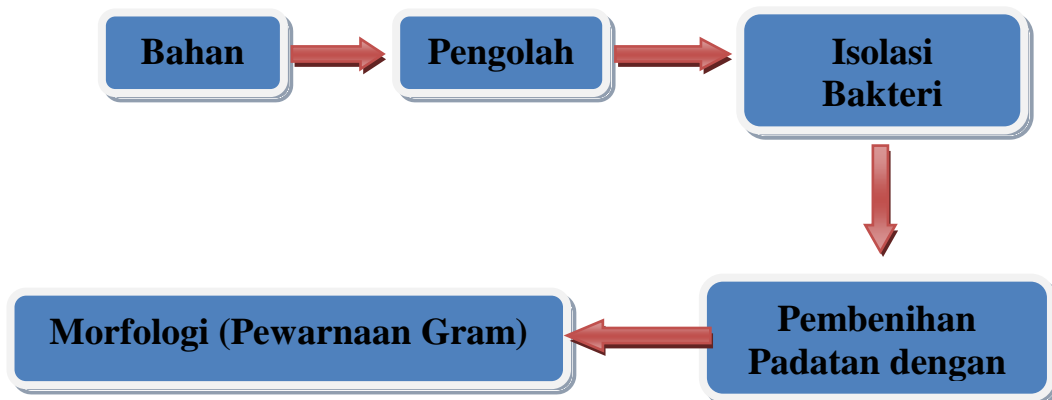 Bahan
Pengolah
Isolasi
Bakteri
Pembenihan
Padatan dengan
Morfologi (Pewarnaan Gram)